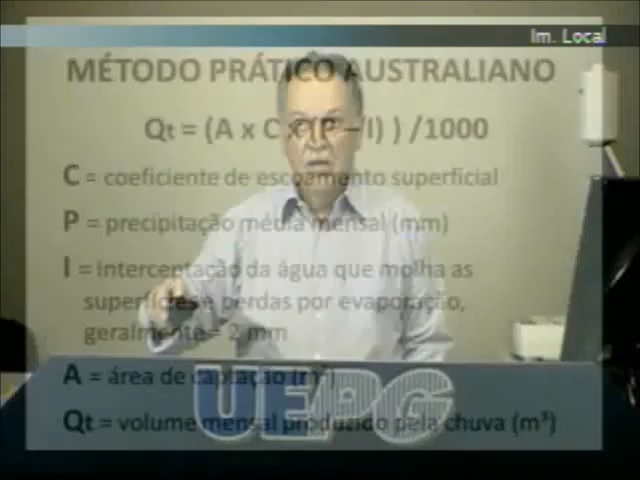 Im. Local
MÉTODO PRÁTICO AUSTRALIANO
Qt = (A x C x (P - I) ) /1000
C = coeficiente de escoamento superficial
P = precipitação média mensal (mm)
I = Interceptação da água que molha as
superfícies e perdas por evaporação,
geralmente = 2 mm
A = área de captação (m²)
UEPG
Qt = volume mensal produzido pela chuva (m³)